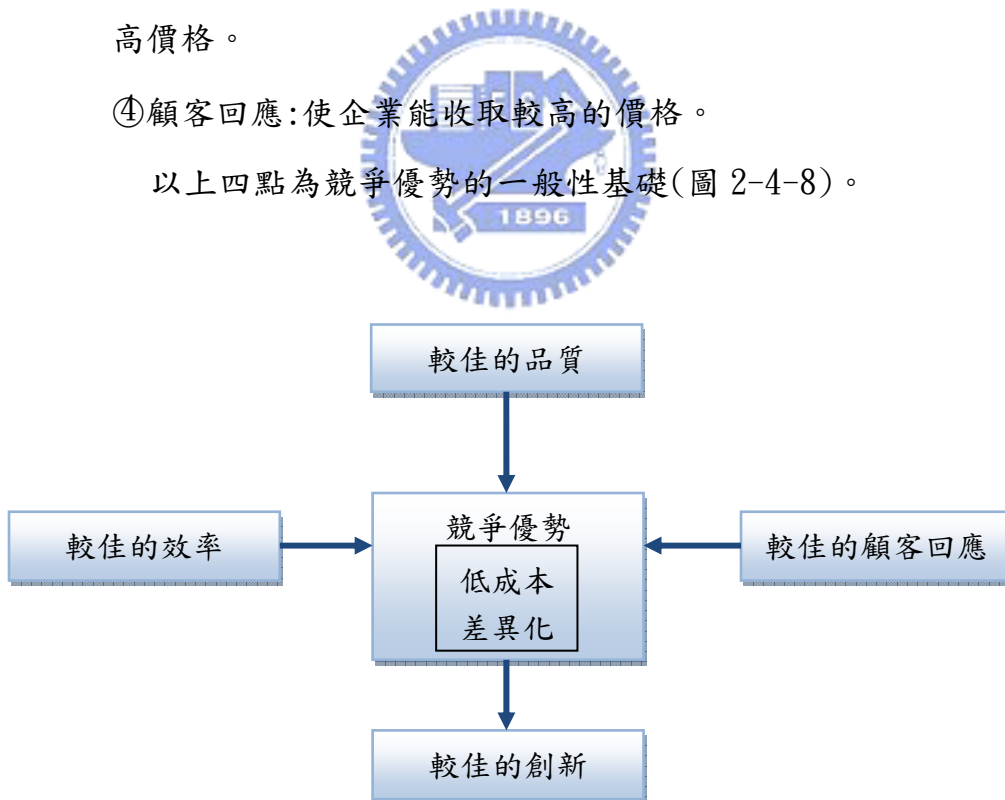 高價格。
④顧客回應:使企業能收取較高的價格。
以上四點為競爭優勢的一般性基礎(圖 2-4-8)。
1896
較佳的品質
較佳的效率
競爭優勢
低成本
差異化
較佳的顧客回應
較佳的創新